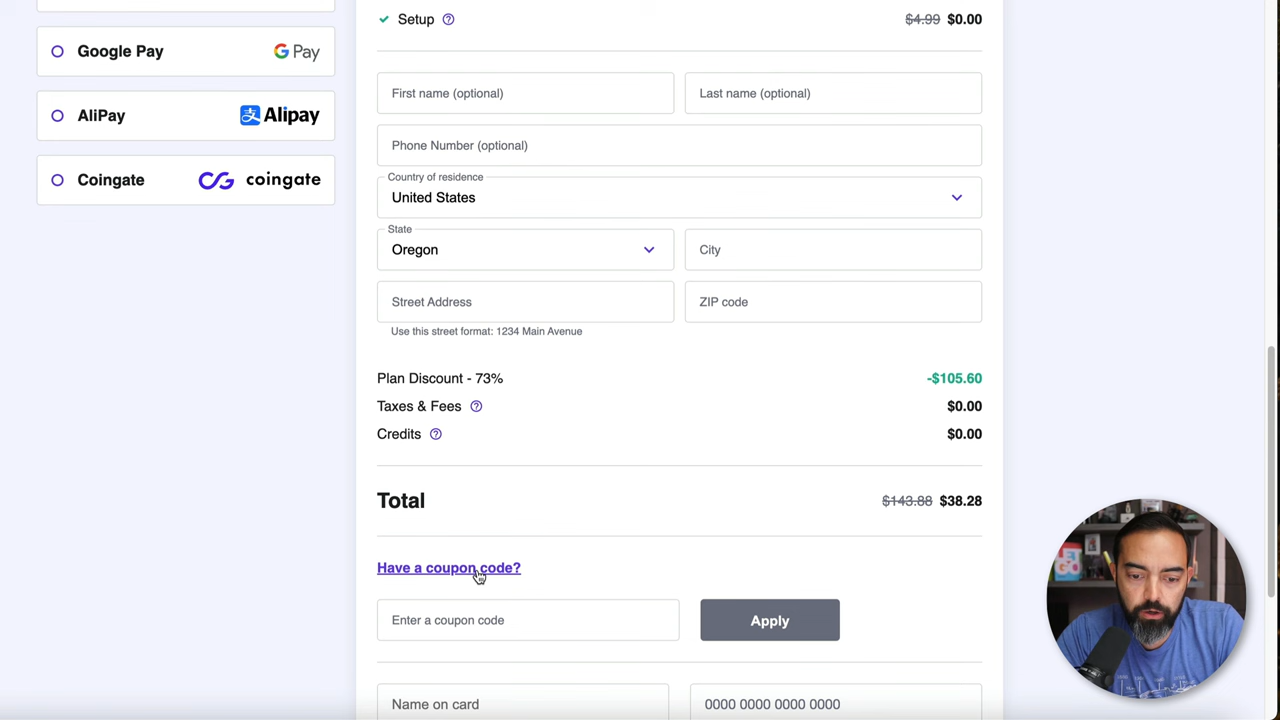 Setup $4.99 $0.00
Google Pay G Pay
First name (optional) Last name (optional)
AliPay 支 Alipay
Phone Number (optional)
Coingate coingate
Country of residence
United States
State
Oregon City
Street Address ZIP code
Use this street format: 1234 Main Avenue
Plan Discount - 73% -$105.60
Taxes & Fees $0.00
Credits $0.00
Total $143.88 $38.28
Have a coupon code?
Enter a coupon code Apply
Name on card 0000 0000 0000 0000